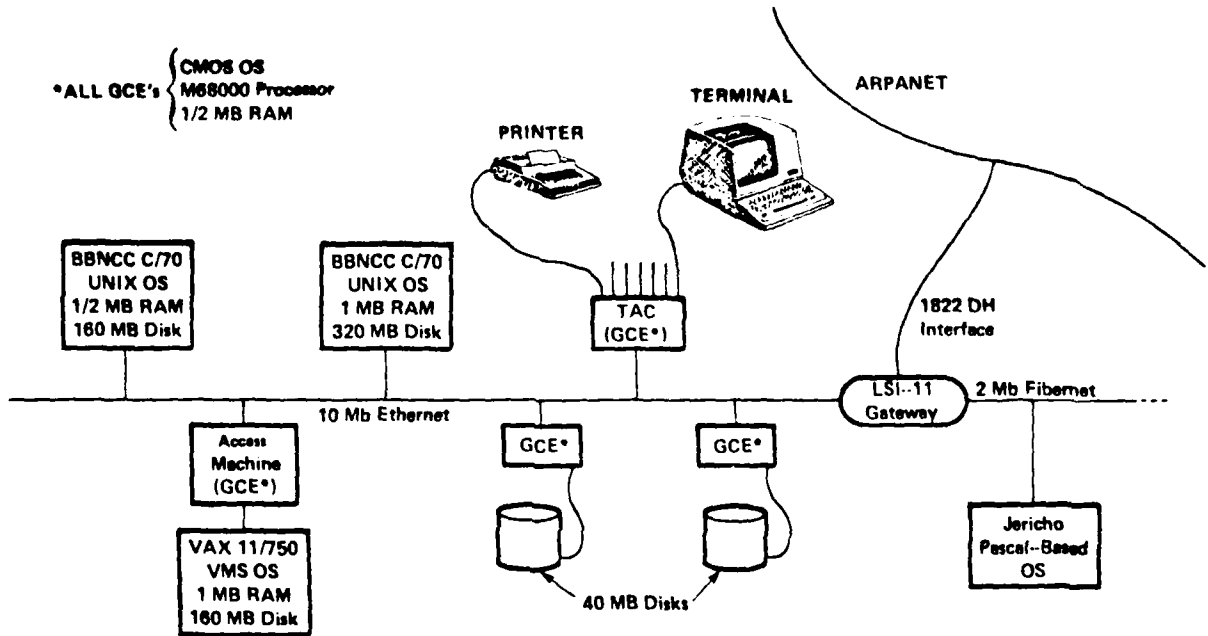 *ALL GCE's
CMOS OS
M68000 Processor
1/2 MB RAM
PRINTER
TERMINAL
ARPANET
BBNCC C/70
UNIX OS
1/2 MB RAM
160 MB Disk
BBNCC C/70
UNIX OS
1 MB RAM
320 MB Disk
TAC
(GCE*)
1822 DH
Interface
10 Mb Ethernet
LSI--11
Gateway
2 Mb Fibernet
Access
Machine
(GCE*)
GCE*
GCE*
VAX 11/750
VMS OS
1 MB RAM
160 MB Disk
40 MB Disks
Jericho
Pascal--Based
OS